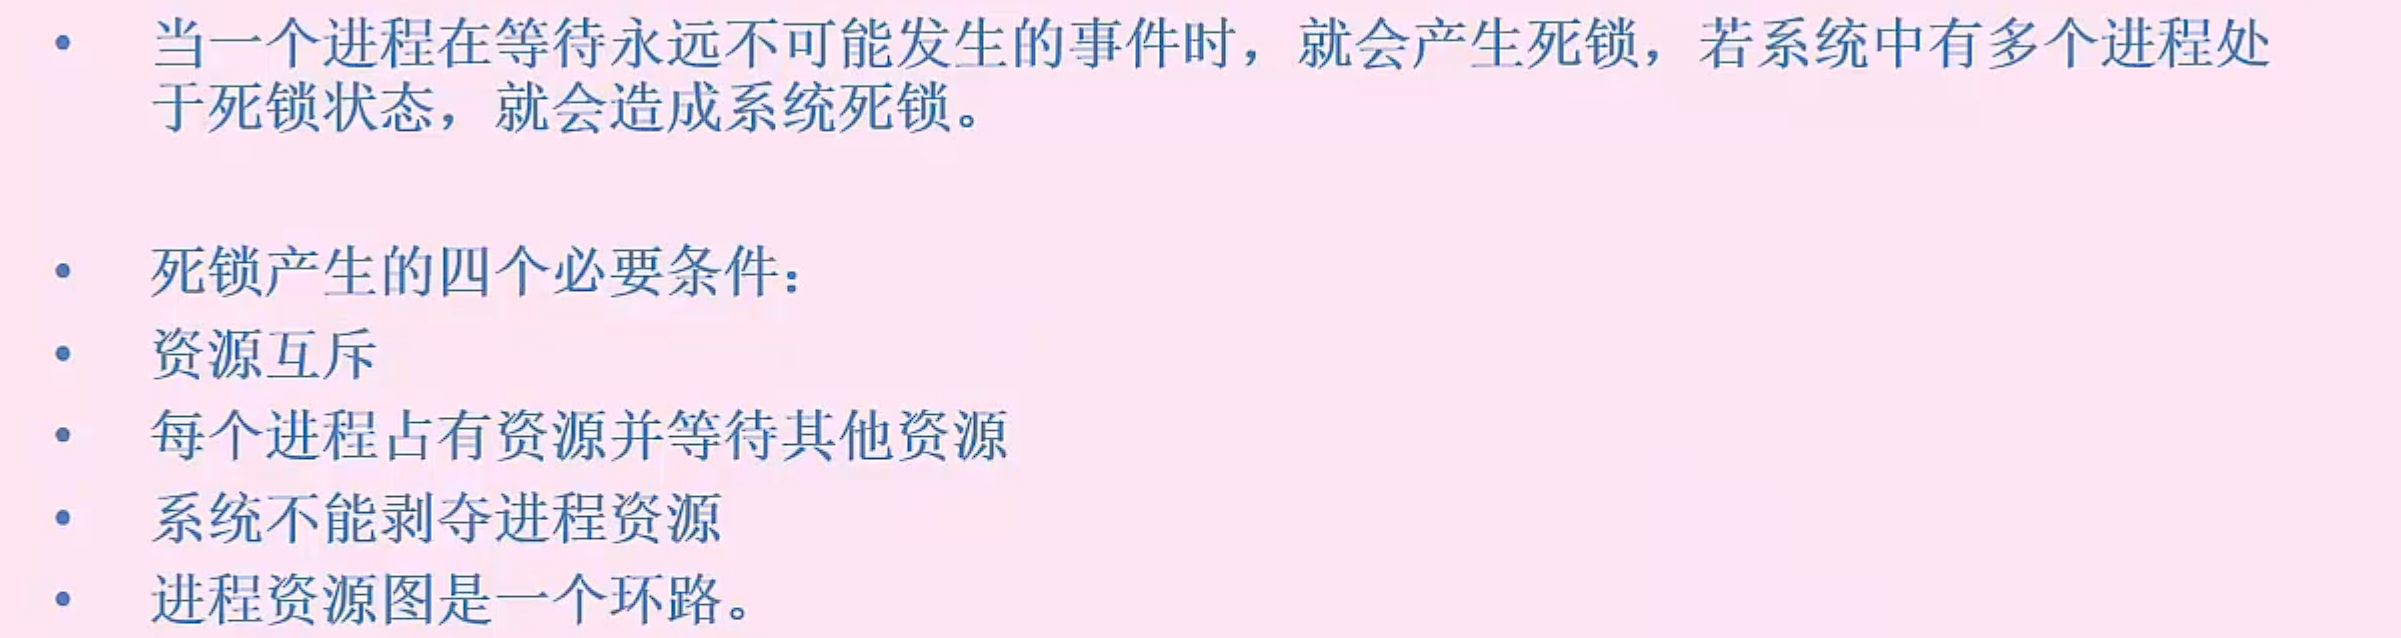 • 当一个进程在等待永远不可能发生的事件时，就会产生死锁，若系统中有多个进程处
于死锁状态，就会造成系统死锁。
• 死锁产生的四个必要条件：
• 资源互斥
• 每个进程占有资源并等待其他资源
• 系统不能剥夺进程资源
• 进程资源图是一个环路。